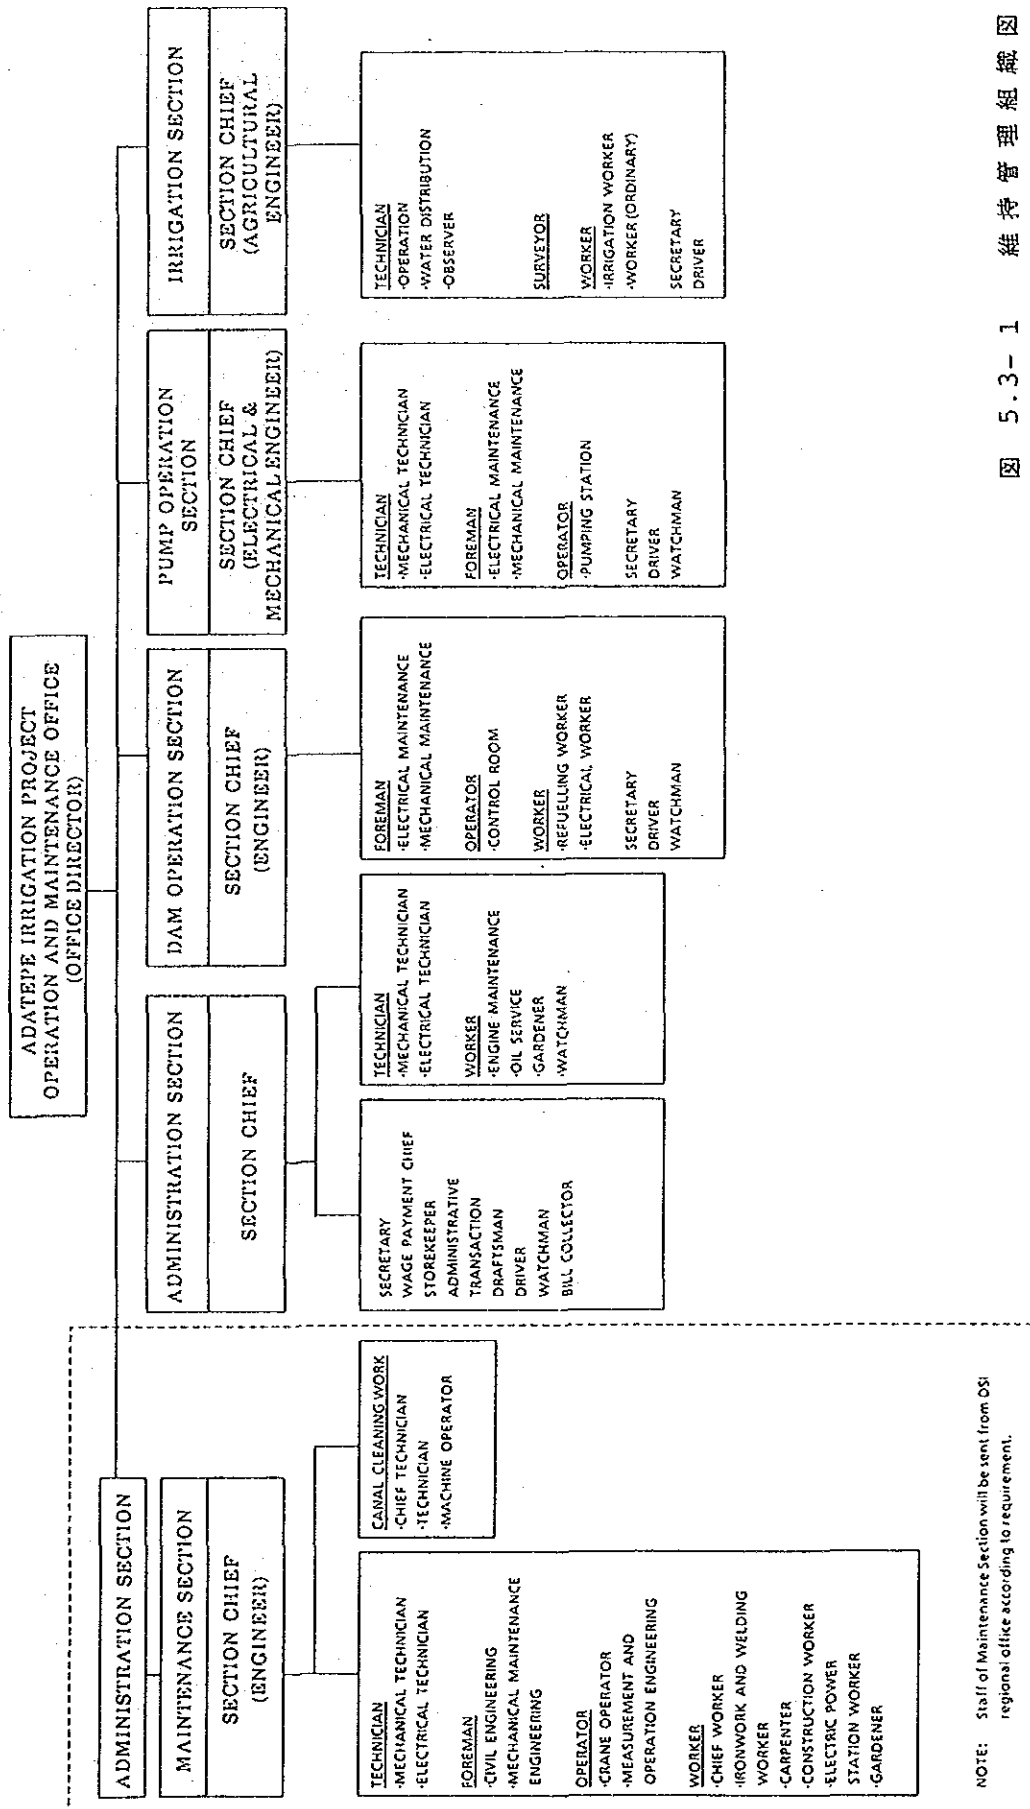 ADATEPE IRRIGATION PROJECT
OPERATION AND MAINTENANCE OFFICE
(OFFICE DIRECTOR)
ADMINISTRATION SECTION
MAINTENANCE SECTION
SECTION CHIEF
(ENGINEER)
TECHNICIAN
·MECHANICAL TECHNICIAN
·ELECTRICAL TECHNICIAN
FOREMAN
·CIVIL ENGINEERING
·MECHANICAL MAINTENANCE
ENGINEERING
OPERATOR
·CRANE OPERATOR
·MEASUREMENT AND
OPERATION ENGINEERING
WORKER
·CHIEF WORKER
·IRONWORK AND WELDING
WORKER
·CARPENTER
·CONSTRUCTION WORKER
·ELECTRIC POWER
STATION WORKER
·GARDENER
CANAL CLEANING WORK
·CHIEF TECHNICIAN
·TECHNICIAN
·MACHINE OPERATOR
ADMINISTRATION SECTION
SECTION CHIEF
SECRETARY
WAGE PAYMENT CHIEF
STOREKEEPER
ADMINISTRATIVE
TRANSACTION
DRAFTSMAN
DRIVER
WATCHMAN
BILL COLLECTOR
TECHNICIAN
·MECHANICAL TECHNICIAN
·ELECTRICAL TECHNICIAN
WORKER
·ENGINE MAINTENANCE
·OIL SERVICE
·GARDENER
·WATCHMAN
DAM OPERATION SECTION
SECTION CHIEF
(ENGINEER)
FOREMAN
·ELECTRICAL MAINTENANCE
·MECHANICAL MAINTENANCE
OPERATOR
·CONTROL ROOM
WORKER
·REFUELLING WORKER
·ELECTRICAL WORKER
SECRETARY
DRIVER
WATCHMAN
PUMP OPERATION
SECTION
SECTION CHIEF
(ELECTRICAL &
MECHANICAL ENGINEER)
TECHNICIAN
·MECHANICAL TECHNICIAN
·ELECTRICAL TECHNICIAN
FOREMAN
·ELECTRICAL MAINTENANCE
·MECHANICAL MAINTENANCE
OPERATOR
·PUMPING STATION
SECRETARY
DRIVER
WATCHMAN
IRRIGATION SECTION
SECTION CHIEF
(AGRICULTURAL
ENGINEER)
TECHNICIAN
·OPERATION
·WATER DISTRIBUTION
·OBSERVER
SURVEYOR
WORKER
·IRRIGATION WORKER
·WORKER (ORDINARY)
SECRETARY
DRIVER
NOTE: Staff of Maintenance Section will be sent from DSI
regional office according to requirement.
図 5.3-1 維持管理組織図